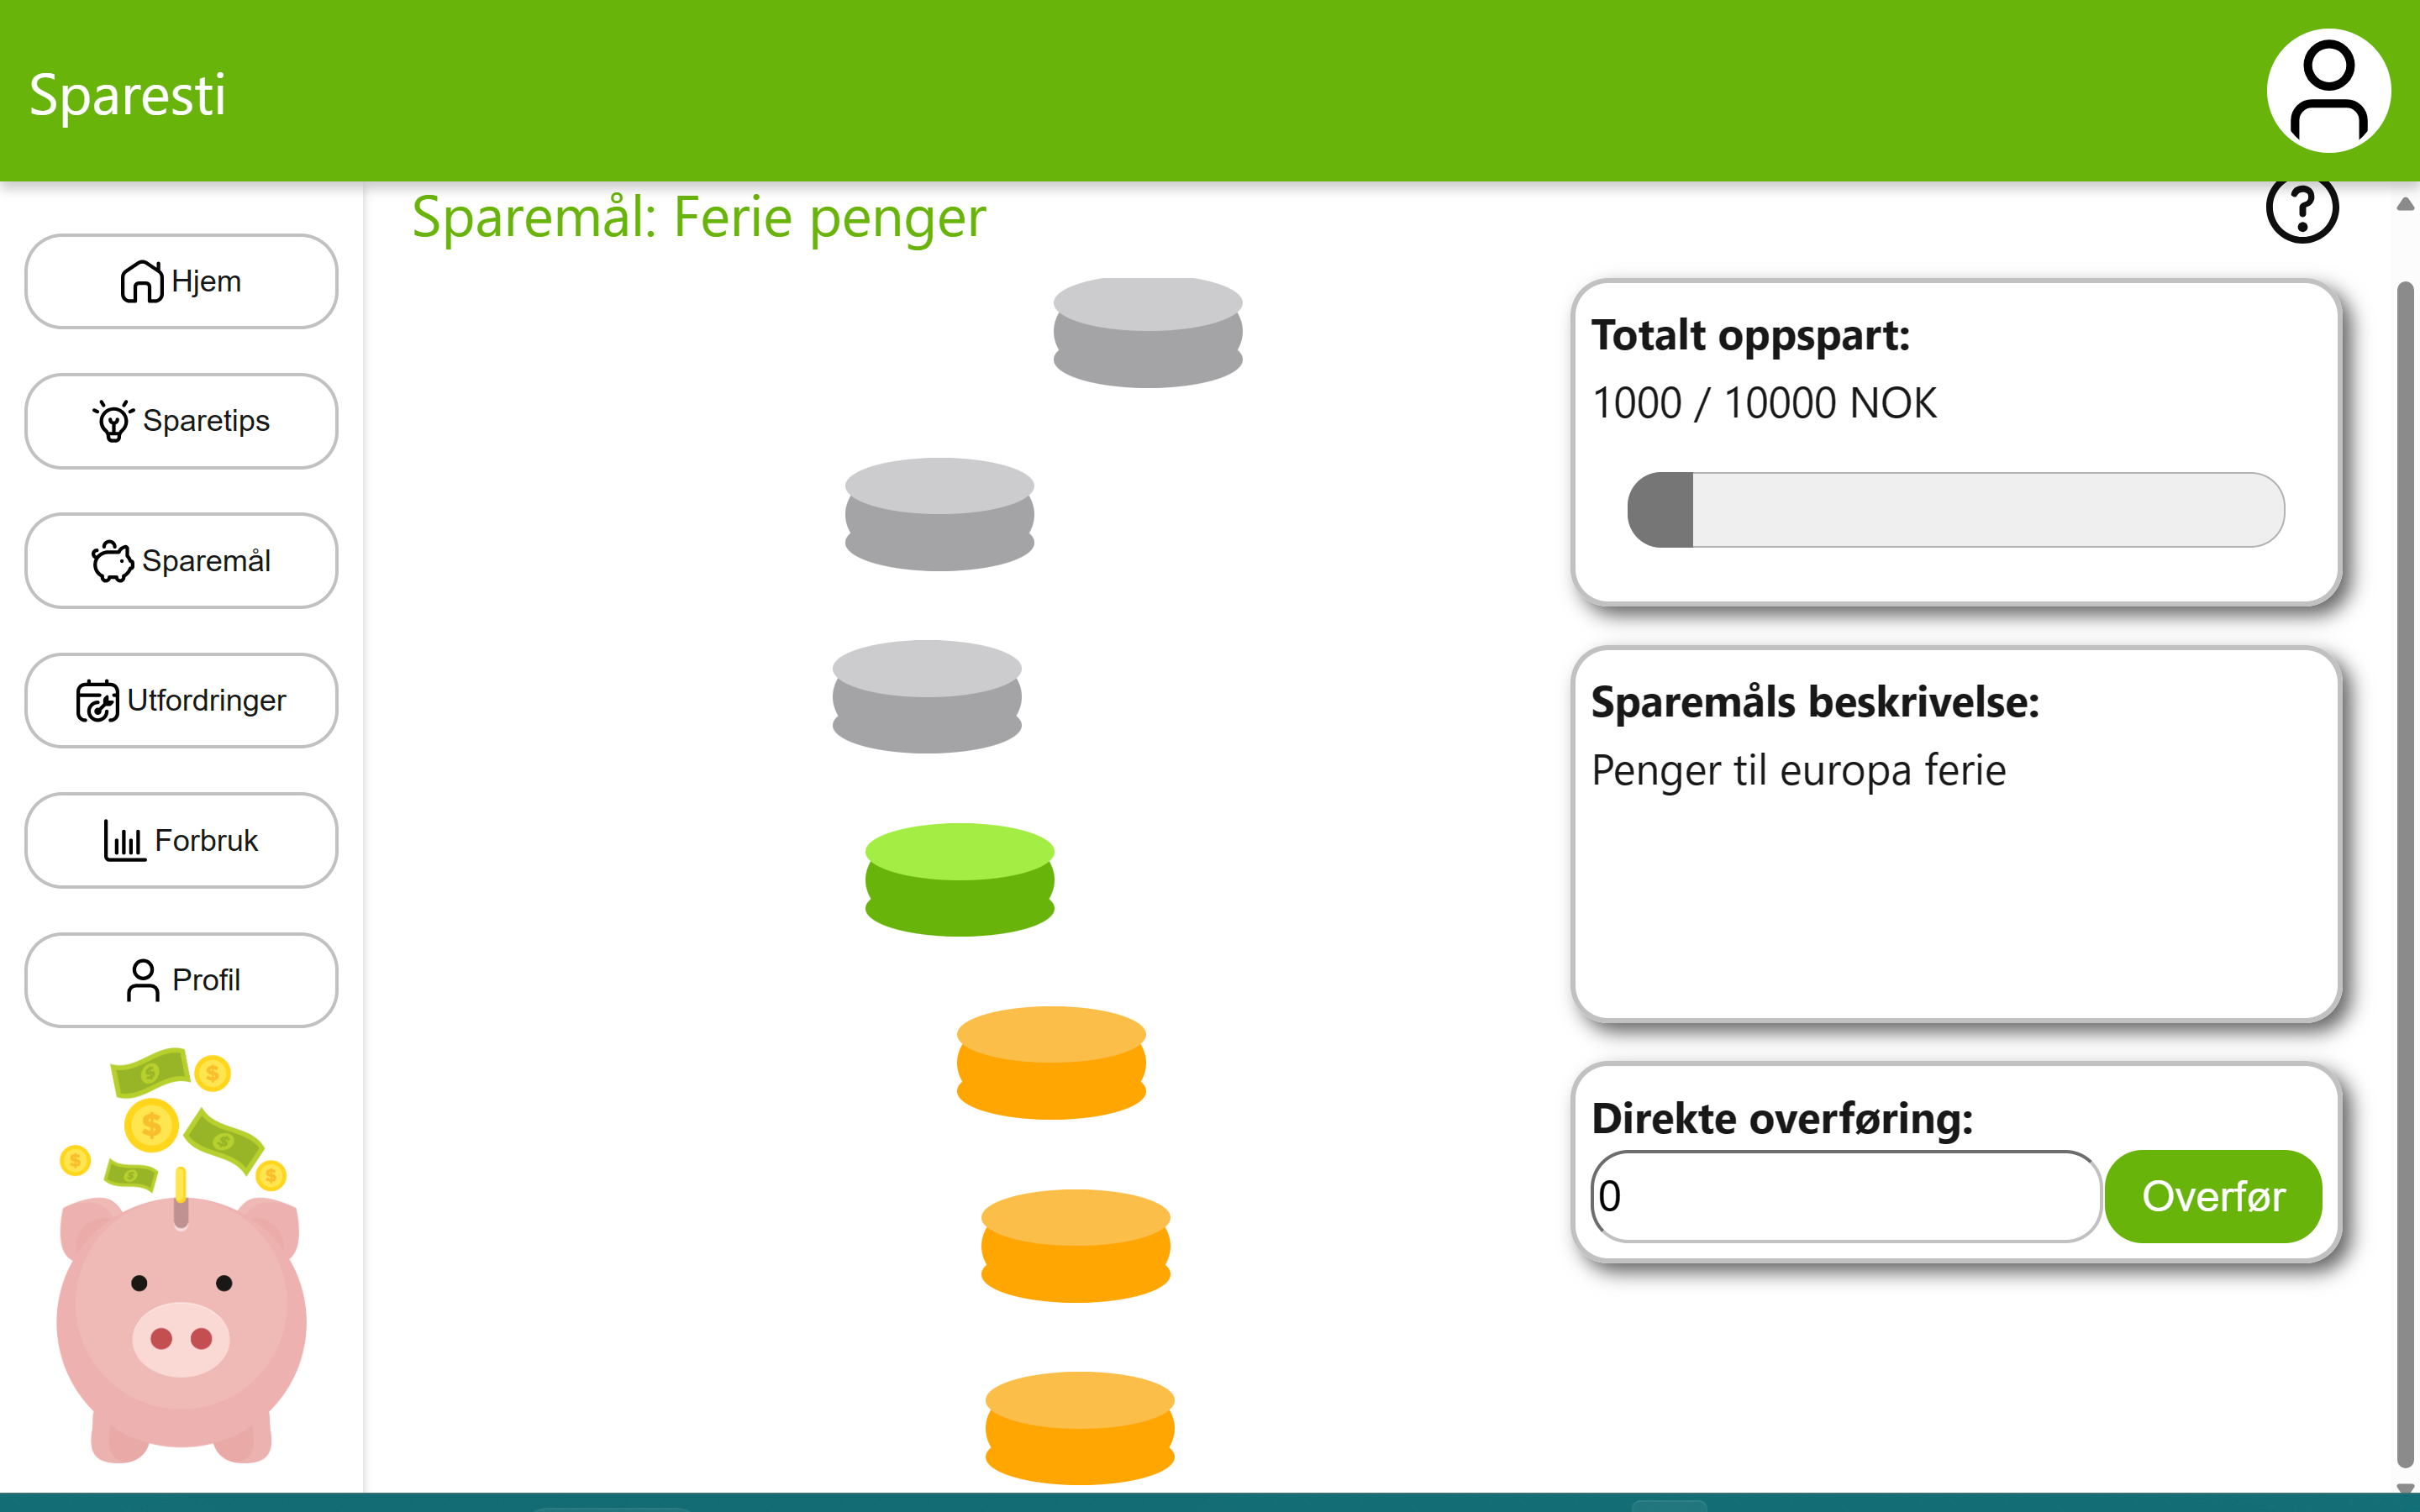 Sparesti
Hjem
Sparetips
Sparemål
Utfordringer
Forbruk
Profil
Sparemål: Ferie penger
?
Totalt oppspart:
1000 / 10000 NOK
Sparemåls beskrivelse:
Penger til europa ferie
Direkte overføring:
0
Overfør